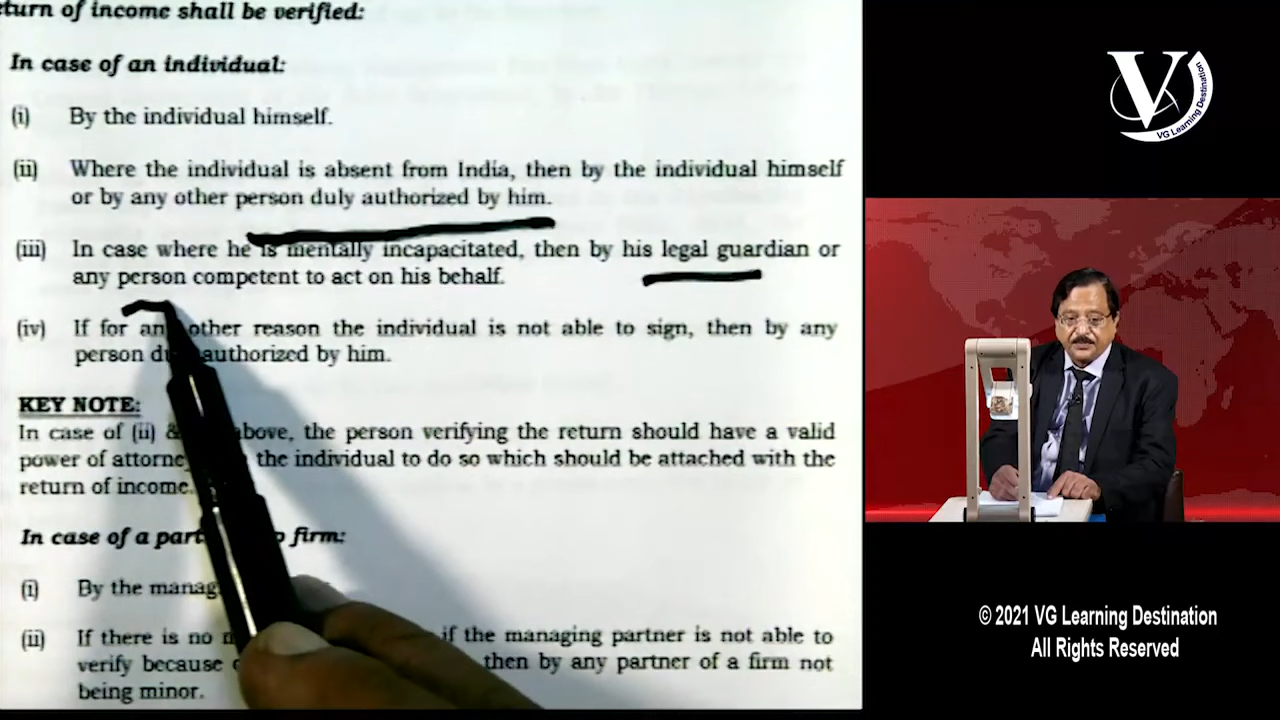 turn of income shall be verified:
In case of an individual:
(i) By the individual himself.
(ii) Where the individual is absent from India, then by the individual himself
or by any other person duly authorized by him.
(iii) In case where he is mentally incapacitated, then by his legal guardian or
any person competent to act on his behalf.
(iv) If for an other reason the individual is not able to sign, then by any
person authorized by him.
KEY NOTE:
In case of (ii) & above, the person verifying the return should have a valid
power of attorney the individual to do so which should be attached with the
return of income.
In case of a part firm:
(i) By the manag
(ii) If there is no if the managing partner is not able to
verify because then by any partner of a firm not
being minor.
V
VG Learning Destination
© 2021 VG Learning Destination
All Rights Reserved